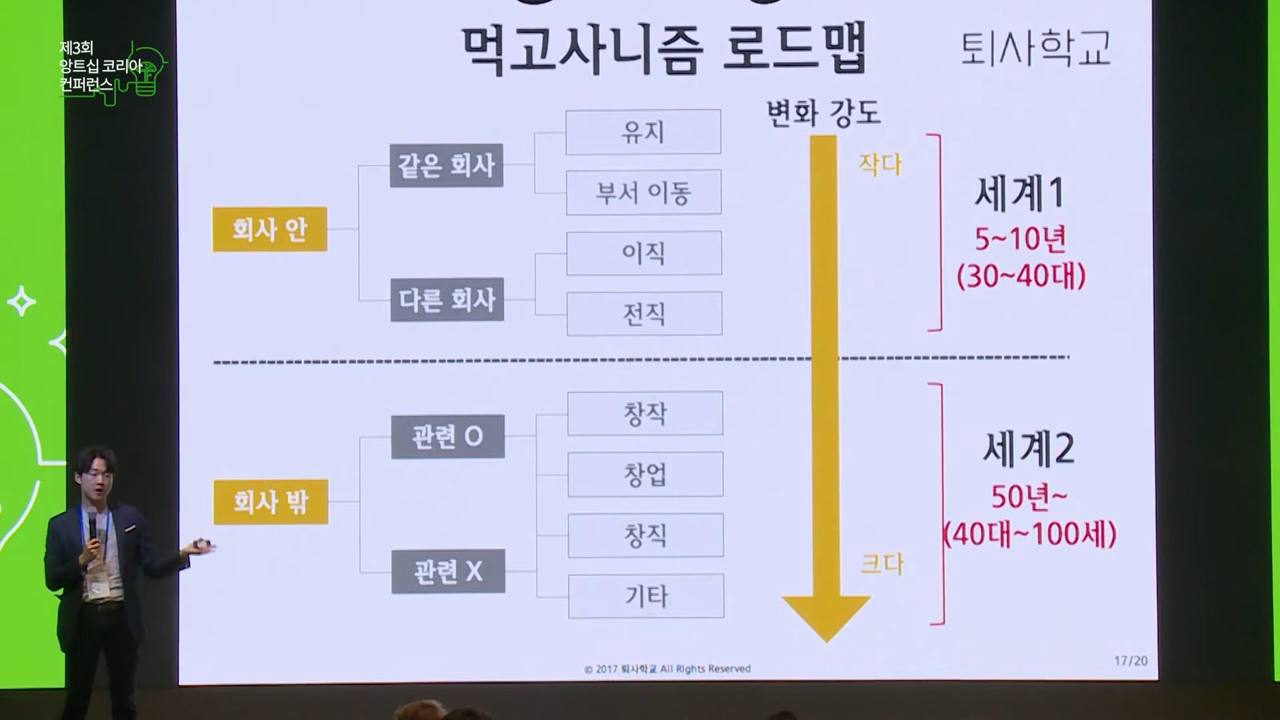 제3회
앙트십 코리아
컨퍼런스
먹고사니즘 로드맵
퇴사학교
변화 강도
작다
크다
회사 안
같은 회사
유지
부서 이동
다른 회사
이직
전직
세계1
5~10년
(30~40대)
회사 밖
관련 O
창작
창업
관련 X
창직
기타
세계2
50년~
(40대~100세)
© 2017 퇴사학교 All Rights Reserved
17/20